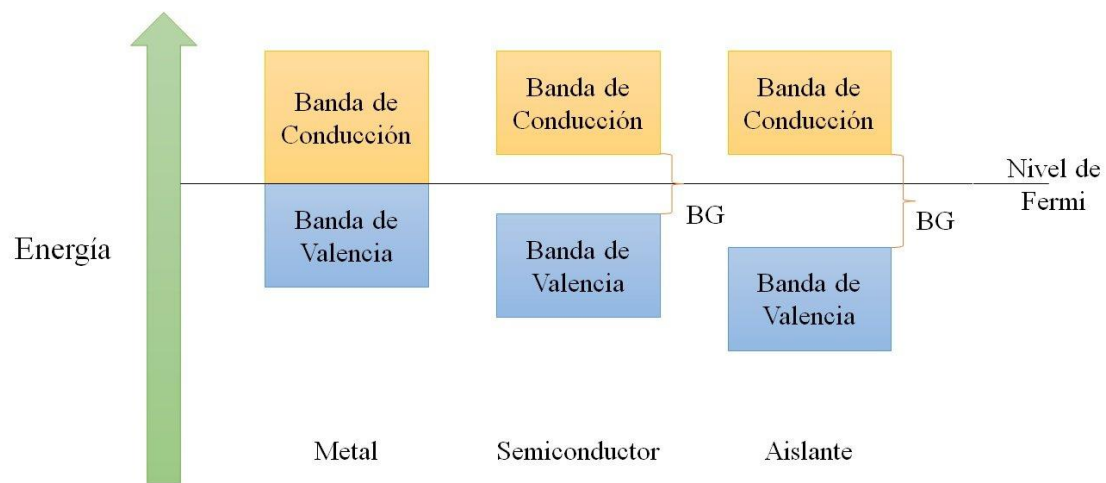 Banda de
Conducción
Banda de
Conducción
Banda de
Conducción
Nivel de
Fermi
Banda de
Valencia
BG
BG
Energía
Banda de
Valencia
Banda de
Valencia
Metal
Semiconductor
Aislante